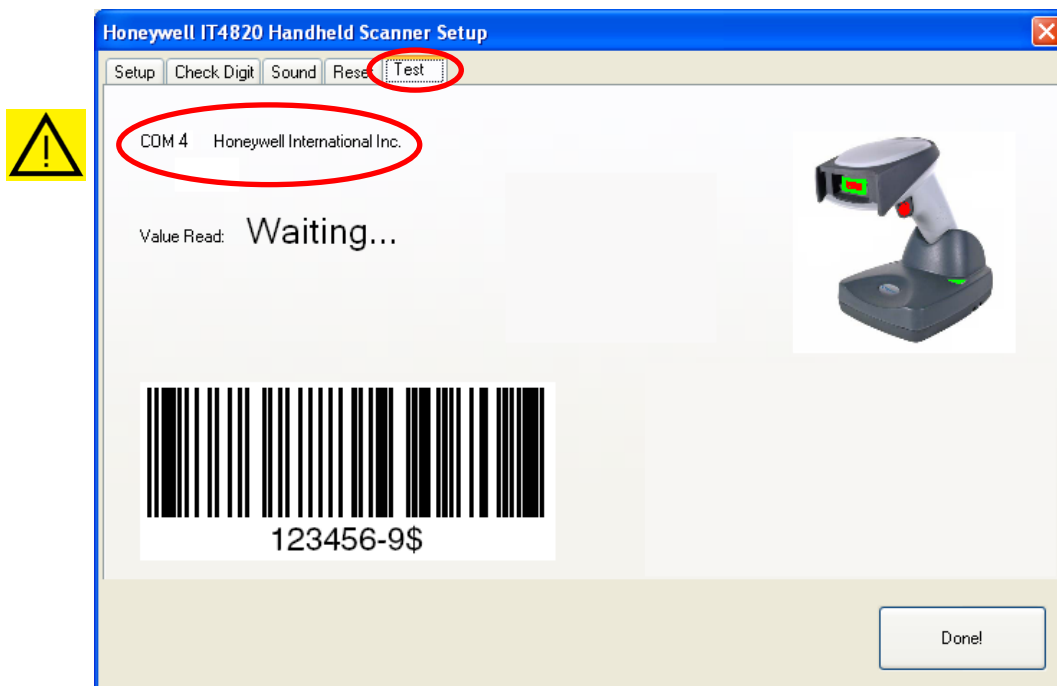 Honeywell IT4820 Handheld Scanner Setup
Setup Check Digit Sound Reset Test
COM 4 Honeywell International Inc.
Value Read: Waiting...
123456-9$
Done!